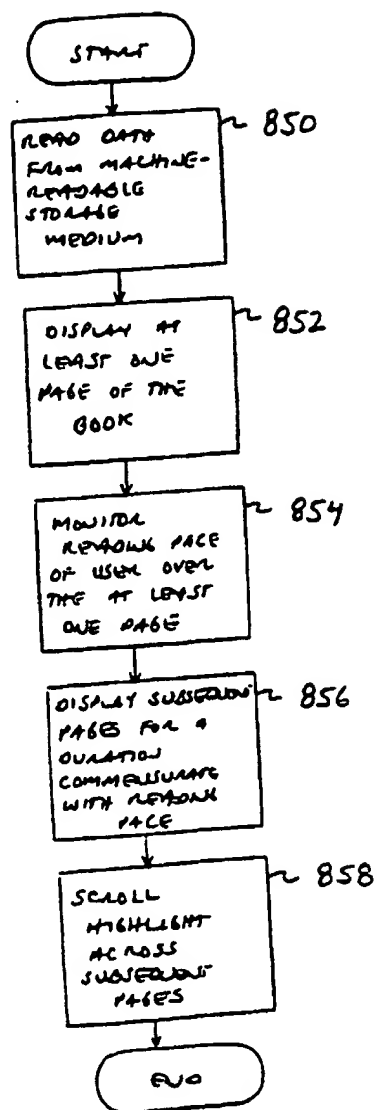 START
850
READ DATA
FROM MACHINE-
READABLE
STORAGE
MEDIUM
852
DISPLAY AT
LEAST ONE
PAGE OF THE
BOOK
854
MONITOR
READING PACE
OF USER OVER
THE AT LEAST
ONE PAGE
856
DISPLAY SUBSEQUENT
PAGES FOR A
DURATION
COMMENSURATE
WITH READING
PACE
858
SCROLL
HIGHLIGHT
ACROSS
SUBSEQUENT
PAGES
END